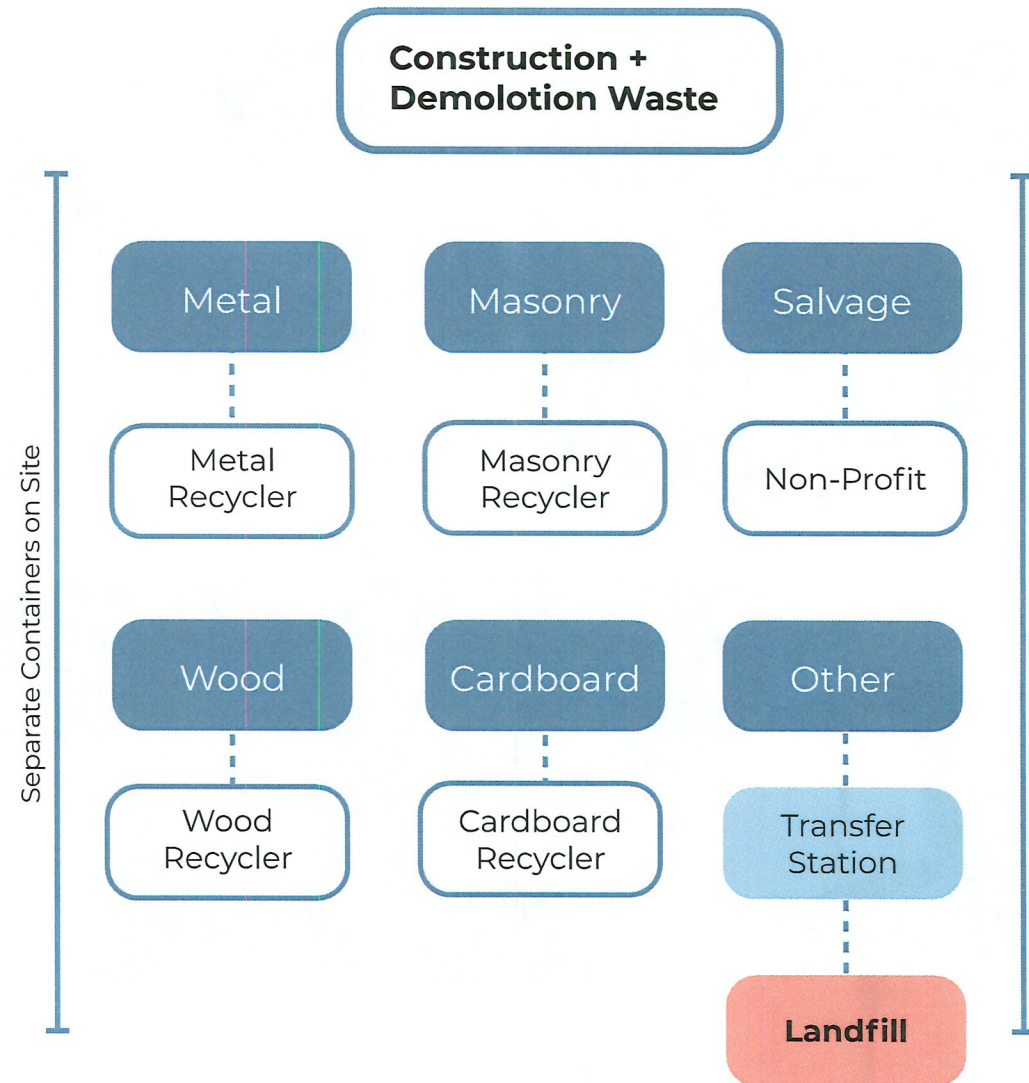 Construction +
Demolotion Waste
Separate Containers on Site
Metal
Masonry
Salvage
Metal
Recycler
Masonry
Recycler
Non-Profit
Wood
Cardboard
Other
Wood
Recycler
Cardboard
Recycler
Transfer
Station
Landfill